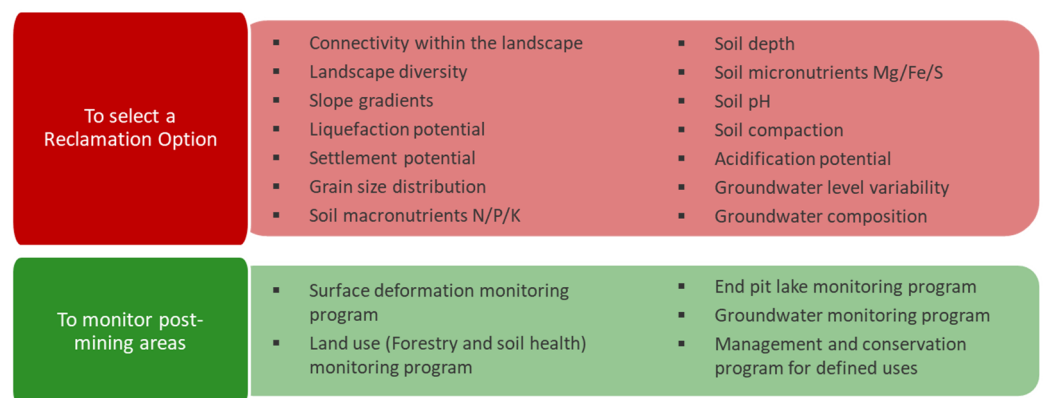 To select a
Reclamation Option
▪ Connectivity within the landscape
▪ Landscape diversity
▪ Slope gradients
▪ Liquefaction potential
▪ Settlement potential
▪ Grain size distribution
▪ Soil macronutrients N/P/K
▪ Soil depth
▪ Soil micronutrients Mg/Fe/S
▪ Soil pH
▪ Soil compaction
▪ Acidification potential
▪ Groundwater level variability
▪ Groundwater composition
To monitor post-
mining areas
▪ Surface deformation monitoring
program
▪ Land use (Forestry and soil health)
monitoring program
▪ End pit lake monitoring program
▪ Groundwater monitoring program
▪ Management and conservation
program for defined uses